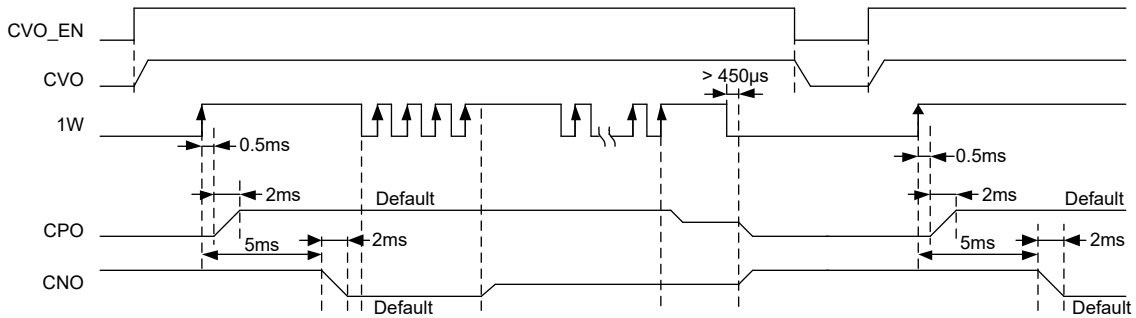 CVO_EN
CVO
> 450µs
1W
0.5ms
0.5ms
2ms
Default
2ms
Default
CPO
5ms
2ms
5ms
2ms
CNO
Default
Default